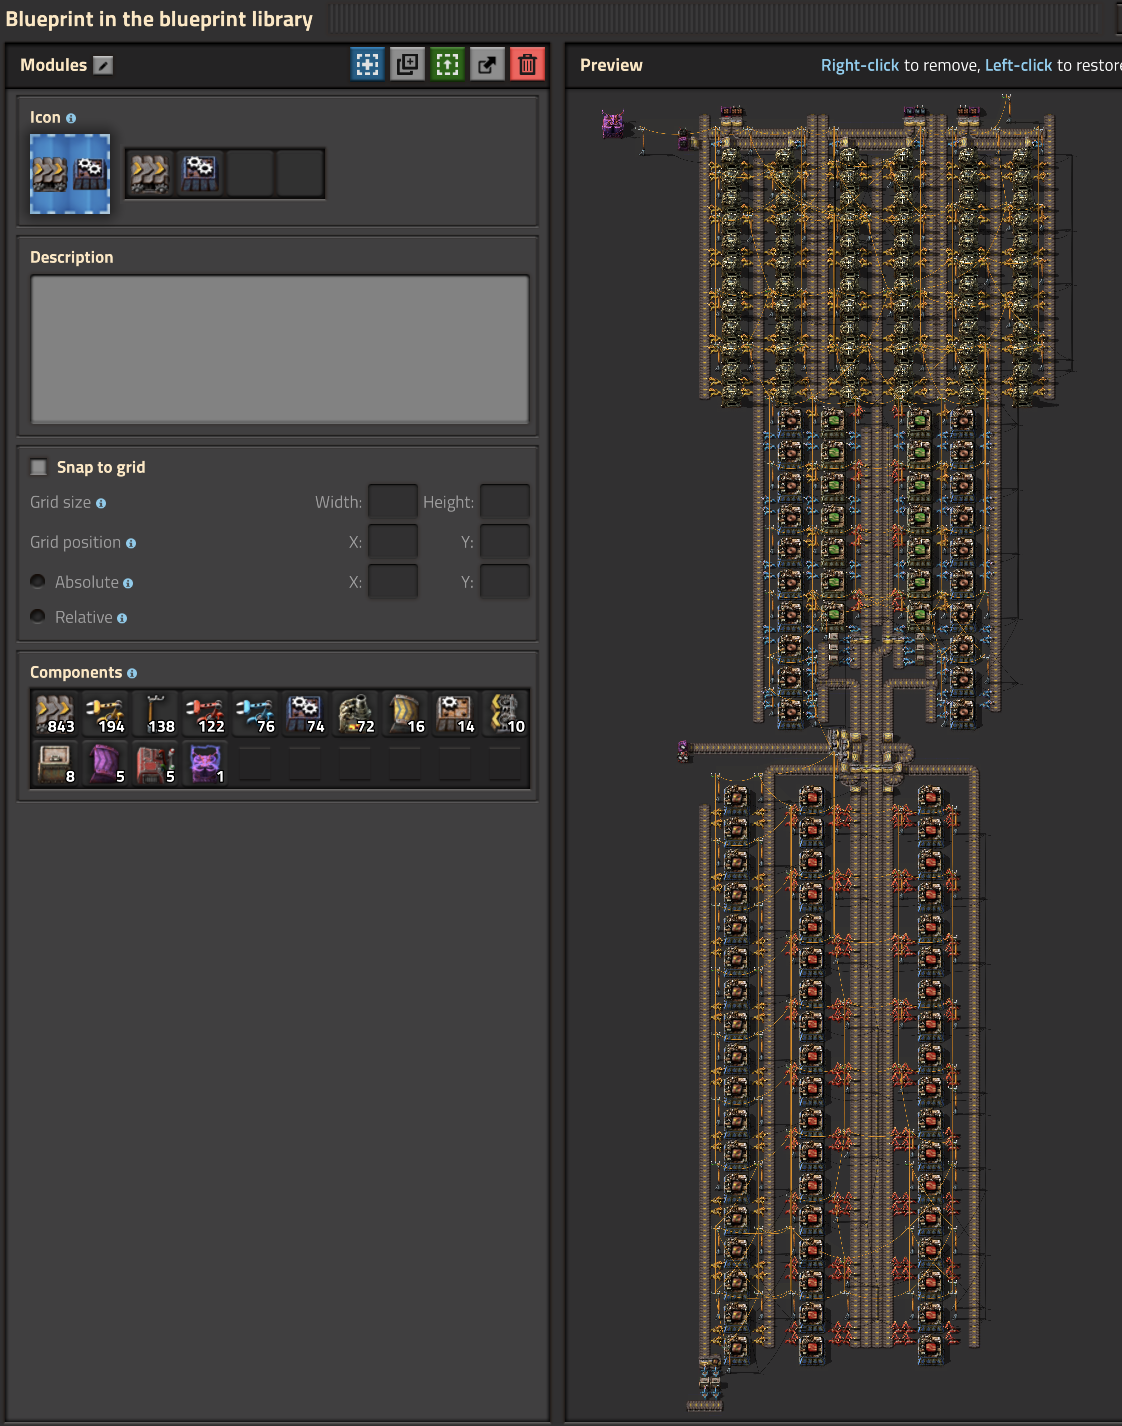 Blueprint in the blueprint library
Modules
Preview
Right-click to remove, Left-click to restore
Icon
Description
Snap to grid
Grid size
Width:
Height:
Grid position
X:
Y:
Absolute
X:
Y:
Relative
Components
843 194 138 122 76 74 72 16 14 10
8 5 5 1